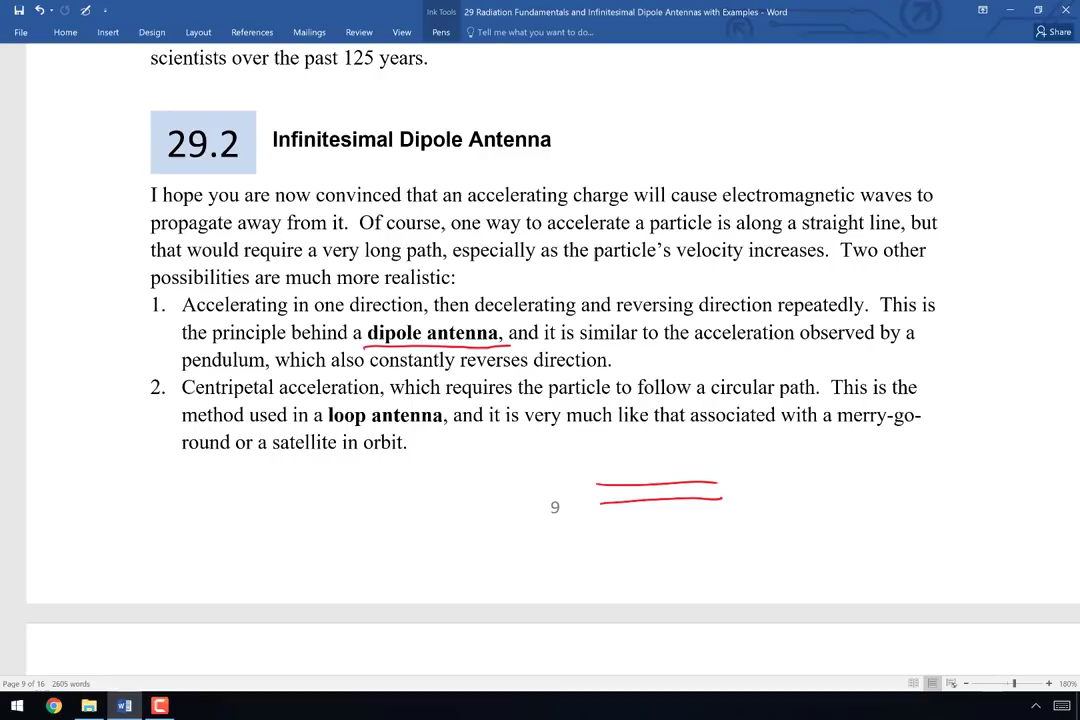 Ink Tools
29 Radiation Fundamentals and Infinitesimal Dipole Antennas with Examples - Word
File Home Insert Design Layout References Mailings Review View Pens Tell me what you want to do... Share
scientists over the past 125 years.
29.2 Infinitesimal Dipole Antenna
I hope you are now convinced that an accelerating charge will cause electromagnetic waves to
propagate away from it. Of course, one way to accelerate a particle is along a straight line, but
that would require a very long path, especially as the particle's velocity increases. Two other
possibilities are much more realistic:
1. Accelerating in one direction, then decelerating and reversing direction repeatedly. This is
the principle behind a dipole antenna, and it is similar to the acceleration observed by a
pendulum, which also constantly reverses direction.
2. Centripetal acceleration, which requires the particle to follow a circular path. This is the
method used in a loop antenna, and it is very much like that associated with a merry-go-
round or a satellite in orbit.
9
Page 9 of 16 2605 words 180%